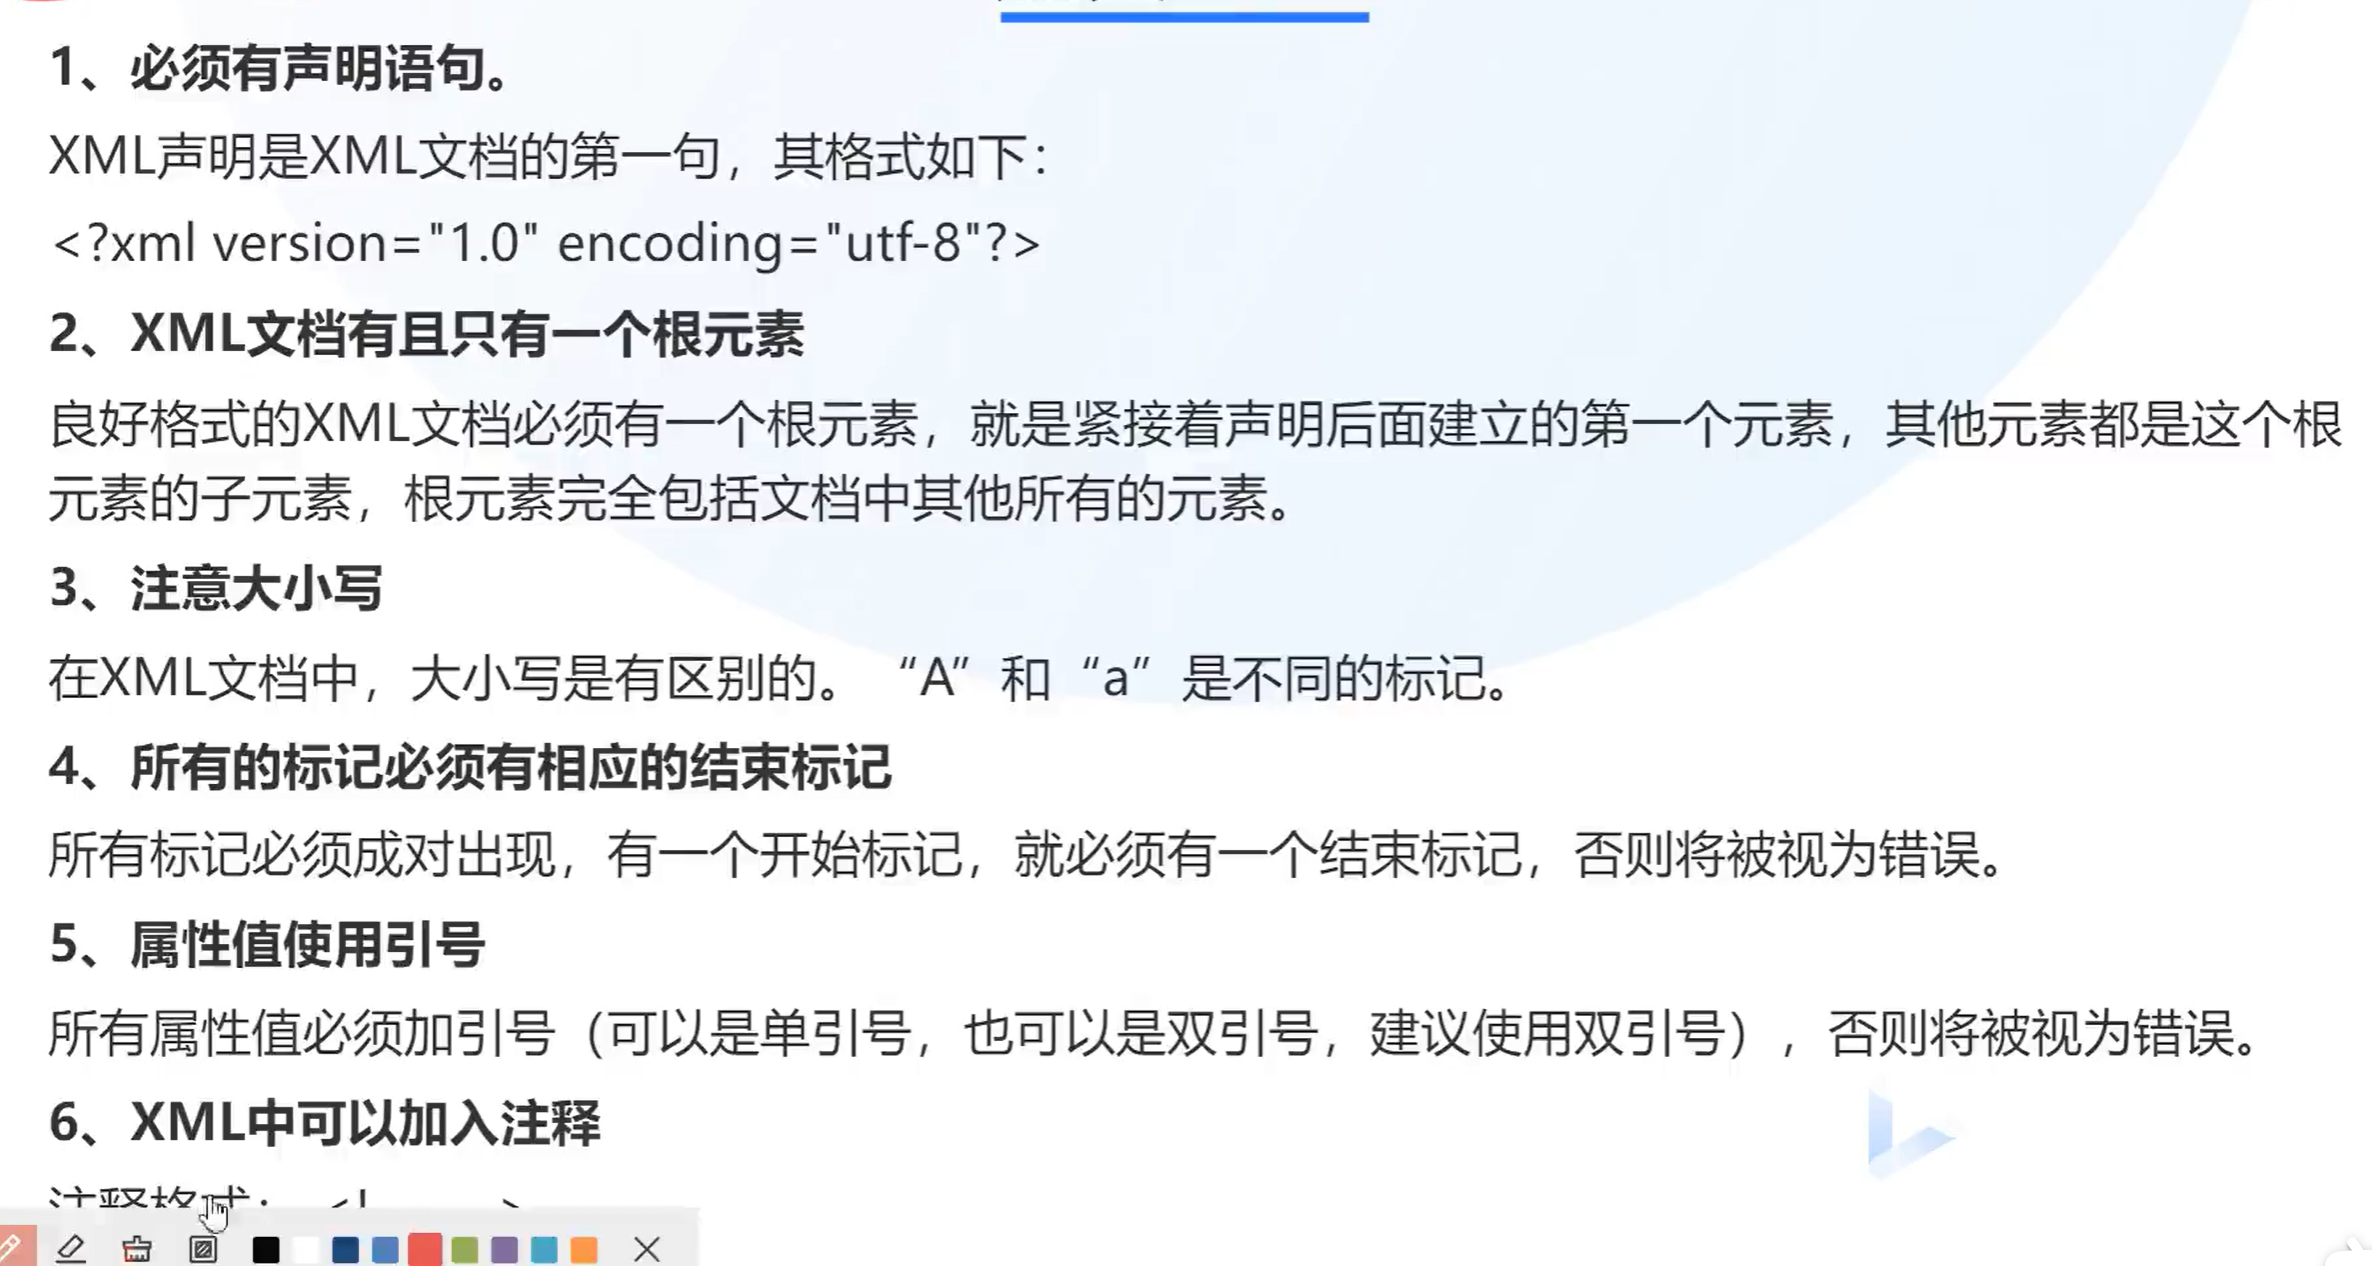 1、必须有声明语句。
XML声明是XML文档的第一句，其格式如下：
<?xml version="1.0" encoding="utf-8"?>
2、XML文档有且只有一个根元素
良好格式的XML文档必须有一个根元素，就是紧接着声明后面建立的第一个元素，其他元素都是这个根
元素的子元素，根元素完全包括文档中其他所有的元素。
3、注意大小写
在XML文档中，大小写是有区别的。 “A”和“a”是不同的标记。
4、所有的标记必须有相应的结束标记
所有标记必须成对出现，有一个开始标记，就必须有一个结束标记，否则将被视为错误。
5、属性值使用引号
所有属性值必须加引号（可以是单引号，也可以是双引号，建议使用双引号），否则将被视为错误。
6、XML中可以加入注释
注释格式：